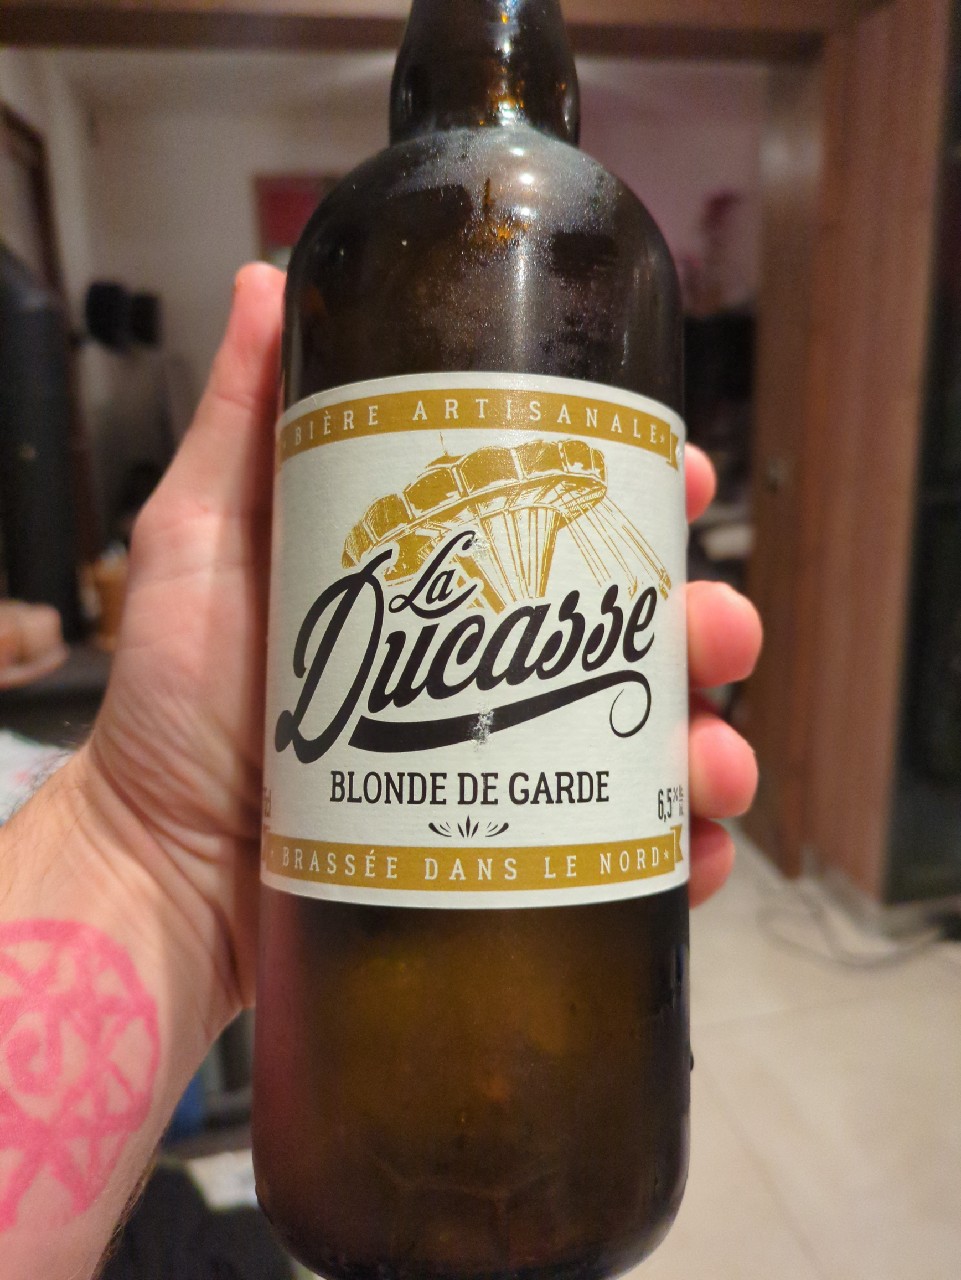 BIÈRE ARTISANALE
La
Ducasse
BLONDE DE GARDE
6,5%
BRASSÉE DANS LE NORD